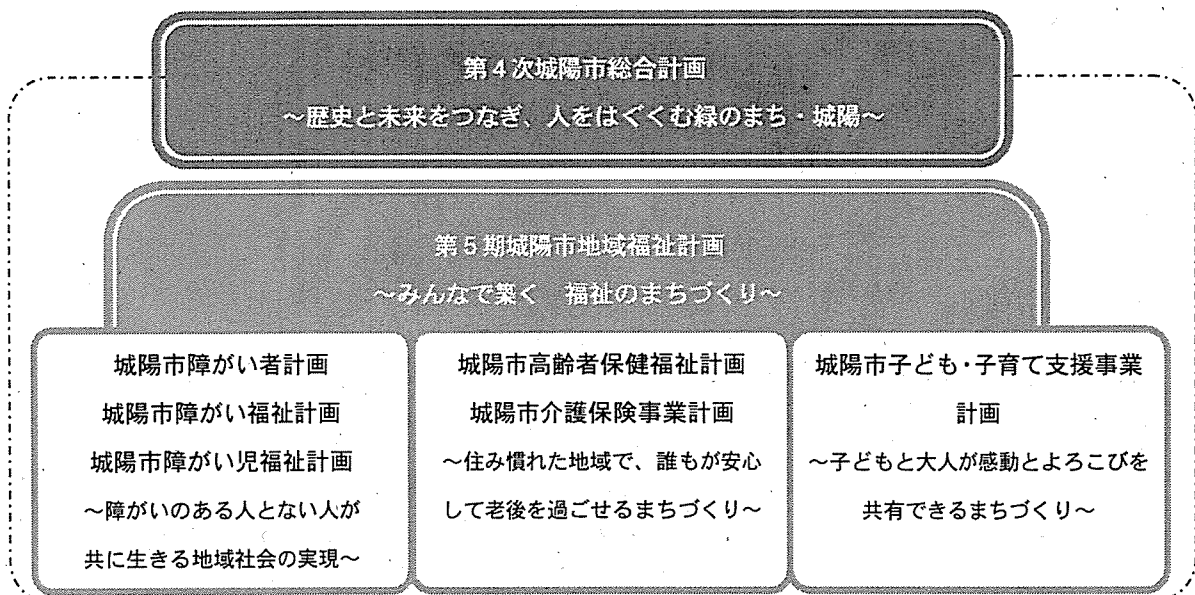 第4次城陽市総合計画
～歴史と未来をつなぎ、人をはぐくむ緑のまち・城陽～
第5期城陽市地域福祉計画
～みんなで築く　福祉のまちづくり～
城陽市障がい者計画
城陽市障がい福祉計画
城陽市障がい児福祉計画
～障がいのある人とない人が
共に生きる地域社会の実現～
城陽市高齢者保健福祉計画
城陽市介護保険事業計画
～住み慣れた地域で、誰もが安心
して老後を過ごせるまちづくり～
城陽市子ども・子育て支援事業
計画
～子どもと大人が感動とよろこびを
共有できるまちづくり～